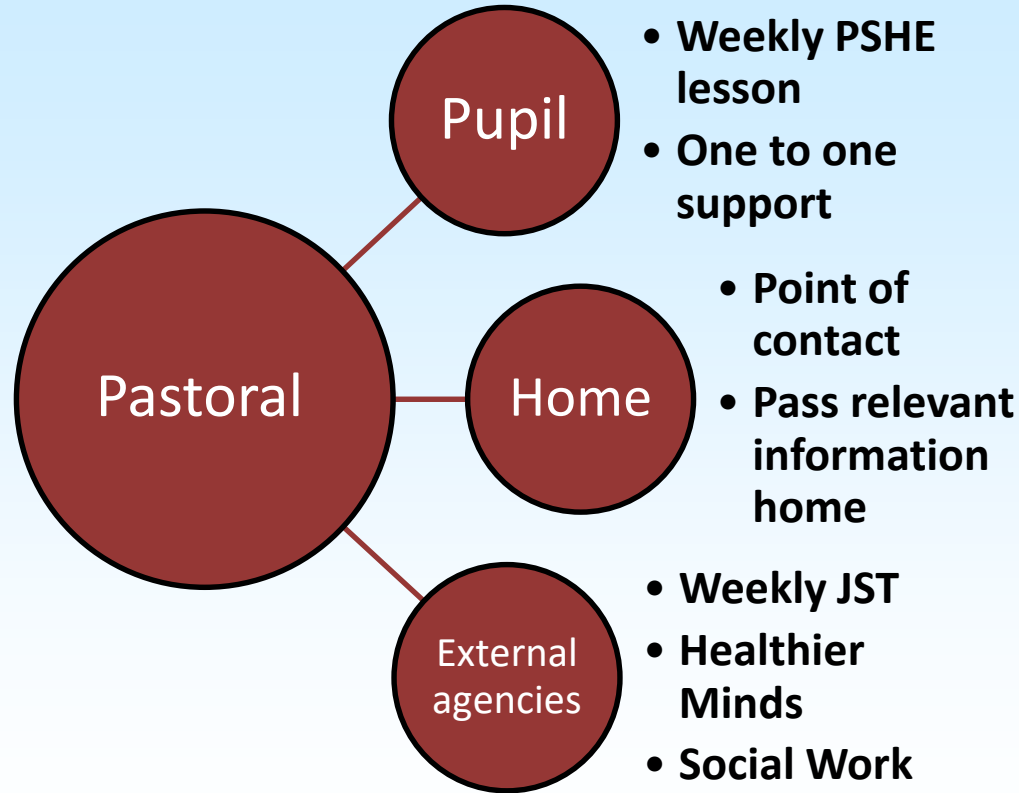 Pastoral
Pupil
• Weekly PSHE
lesson
• One to one
support
Home
• Point of
contact
• Pass relevant
information
home
External
agencies
• Weekly JST
• Healthier
Minds
• Social Work